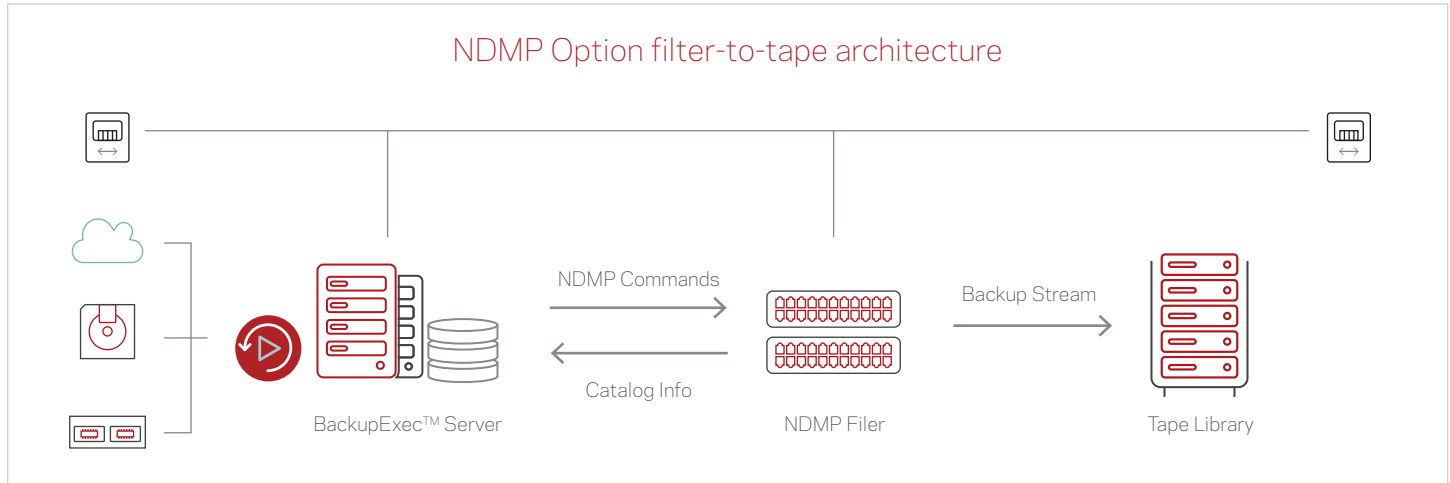 NDMP Option filter-to-tape architecture
NDMP Commands
Backup Stream
Catalog Info
BackupExec™ Server
NDMP Filer
Tape Library